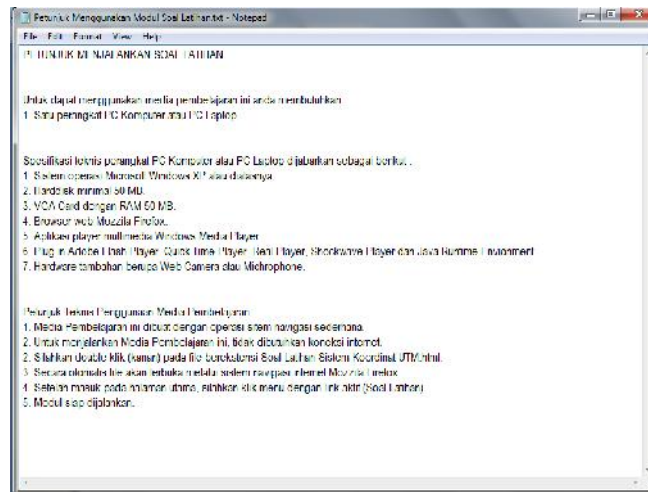 Petunjuk Menggunakan Modul Soal Latihan.txt - Notepad
File Edit Format View Help
PETUNJUK MENJALANKAN SOAL LATIHAN
Untuk dapat menggunakan media pembelajaran ini anda membutuhkan
1. Satu perangkat PC Komputer atau PC Laptop
Spesifikasi teknis perangkat PC Komputer atau PC Laptop dijabarkan sebagai berikut :
1. Sistem operasi Microsoft Windows XP atau diatasnya
2. Harddisk minimal 50 MB.
3. VGA Card dengan RAM 50 MB.
4. Browser web Mozzila Firefox.
5. Aplikasi player multimedia Windows Media Player
6. Plug in Adobe Flash Player, Quick Time Player, Real Player, Shockwave Player dan Java Runtime Envionment
7. Hardware tambahan berupa Web Camera atau Michrophone.
Petunjuk Teknis Penggunaan Media Pembelajaran
1. Media Pembelajaran ini dibuat dengan operasi sitem navigasi sederhana.
2. Untuk menjalankan Media Pembelajaran ini, tidak dibutuhkan koneksi internet.
2. Silahkan double klik (kanan) pada file berekstensi Soal Latihan Sistem Koordinat UTM.html.
3. Secara otomatis file akan terbuka melalui sistem navigasi internet Mozzila Firefox
4. Setelah masuk pada halaman utama, silahkan klik menu dengan link aktif (Soal Latihan)
5. Modul siap dijalankan.